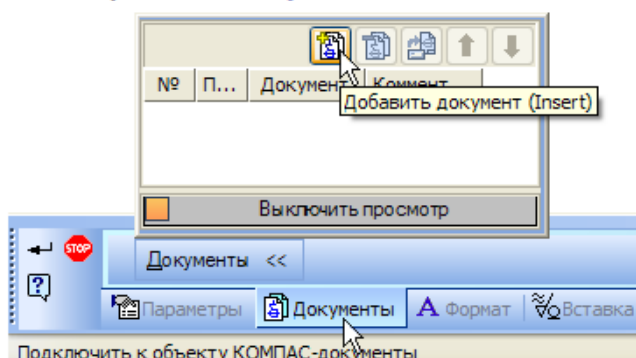 № П... Документ Коммент...
Добавить документ (Insert)
Выключить просмотр
STOP
Документы <<
Параметры Документы А Формат Вставка
Подключить к объекту КОМПАС-документы